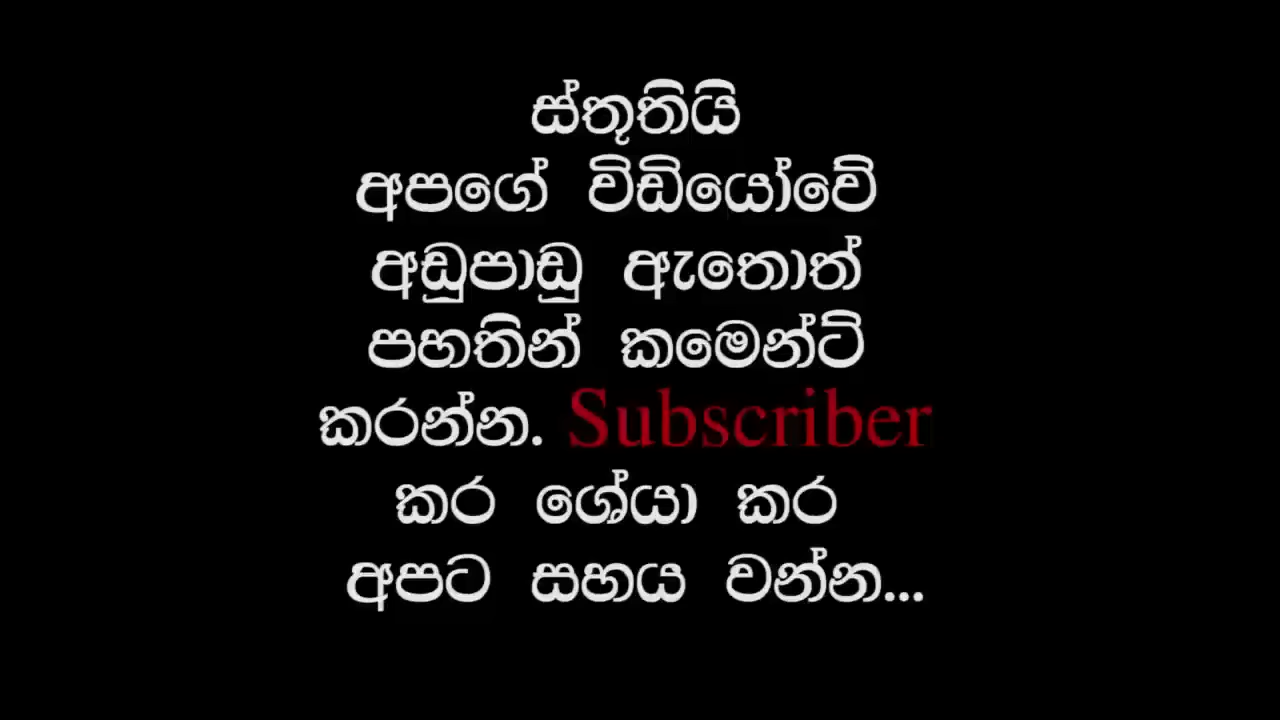 ස්තූතියි
අපගේ විඩියෝවේ
අඩුපාඩු ඇතොත්
පහතින් කමෙන්ට්
කරන්න. Subscriber
කර ශේයා කර
අපට සහය වන්න...